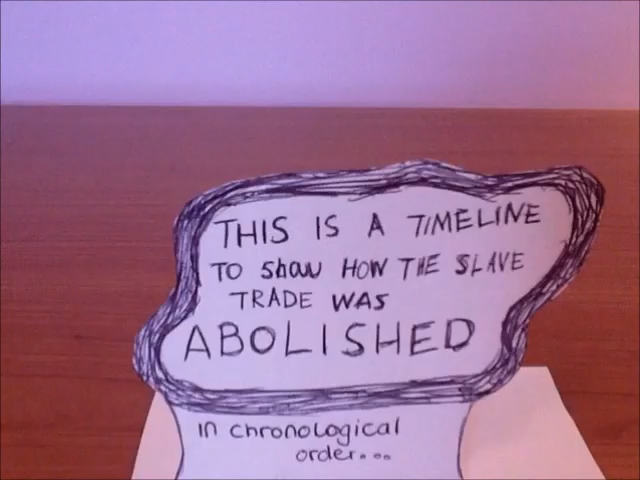 THIS IS A TIMELINE
TO show HOW THE SLAVE
TRADE WAS
ABOLISHED
In chronological
order...